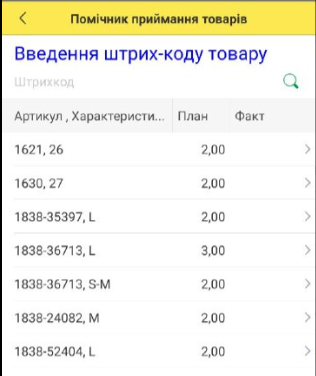 Помічник приймання товарів
Введення штрих-коду товару
Штрихкод
Артикул , Характеристи... План Факт
1621, 26 2,00
1630, 27 2,00
1838-35397, L 2,00
1838-36713, L 3,00
1838-36713, S-M 2,00
1838-24082, M 2,00
1838-52404, L 2,00